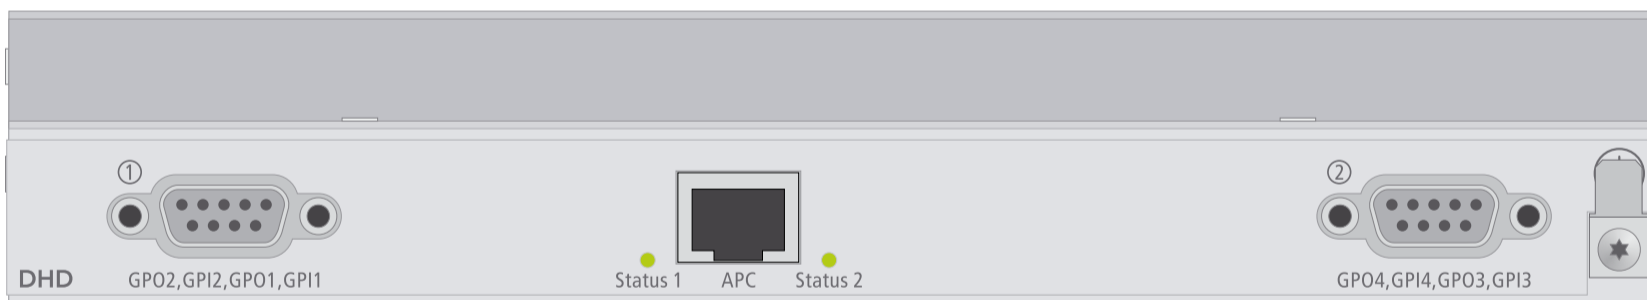 ①
②
DHD
GPO2,GPI2,GPO1,GPI1
Status 1
APC
Status 2
GPO4,GPI4,GPO3,GPI3